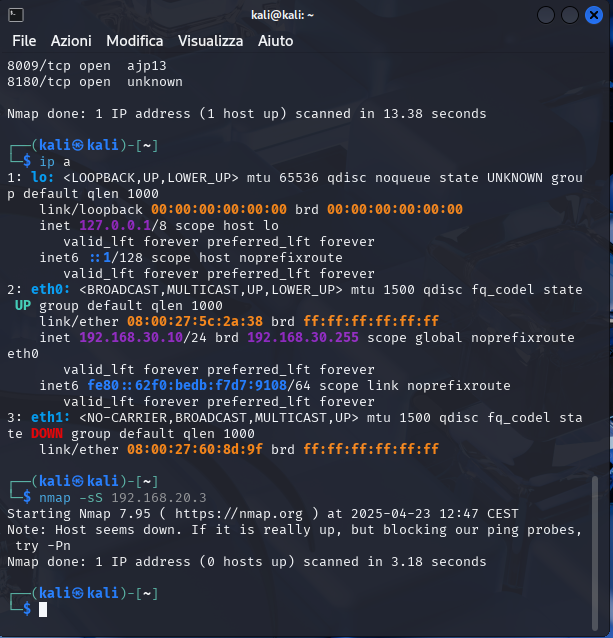 kali@kali: ~
File Azioni Modifica Visualizza Aiuto
8009/tcp open  ajp13
8180/tcp open  unknown

Nmap done: 1 IP address (1 host up) scanned in 13.38 seconds

┌──(kali㉿kali)-[~]
└─$ ip a
1: lo: <LOOPBACK,UP,LOWER_UP> mtu 65536 qdisc noqueue state UNKNOWN grou
p default qlen 1000
    link/loopback 00:00:00:00:00:00 brd 00:00:00:00:00:00
    inet 127.0.0.1/8 scope host lo
       valid_lft forever preferred_lft forever
    inet6 ::1/128 scope host noprefixroute
       valid_lft forever preferred_lft forever
2: eth0: <BROADCAST,MULTICAST,UP,LOWER_UP> mtu 1500 qdisc fq_codel state
 UP group default qlen 1000
    link/ether 08:00:27:5c:2a:38 brd ff:ff:ff:ff:ff:ff
    inet 192.168.30.10/24 brd 192.168.30.255 scope global noprefixroute
eth0
       valid_lft forever preferred_lft forever
    inet6 fe80::62f0:bedb:f7d7:9108/64 scope link noprefixroute
       valid_lft forever preferred_lft forever
3: eth1: <NO-CARRIER,BROADCAST,MULTICAST,UP> mtu 1500 qdisc fq_codel sta
te DOWN group default qlen 1000
    link/ether 08:00:27:60:8d:9f brd ff:ff:ff:ff:ff:ff

┌──(kali㉿kali)-[~]
└─$ nmap -sS 192.168.20.3
Starting Nmap 7.95 ( https://nmap.org ) at 2025-04-23 12:47 CEST
Note: Host seems down. If it is really up, but blocking our ping probes,
 try -Pn
Nmap done: 1 IP address (0 hosts up) scanned in 3.18 seconds

┌──(kali㉿kali)-[~]
└─$